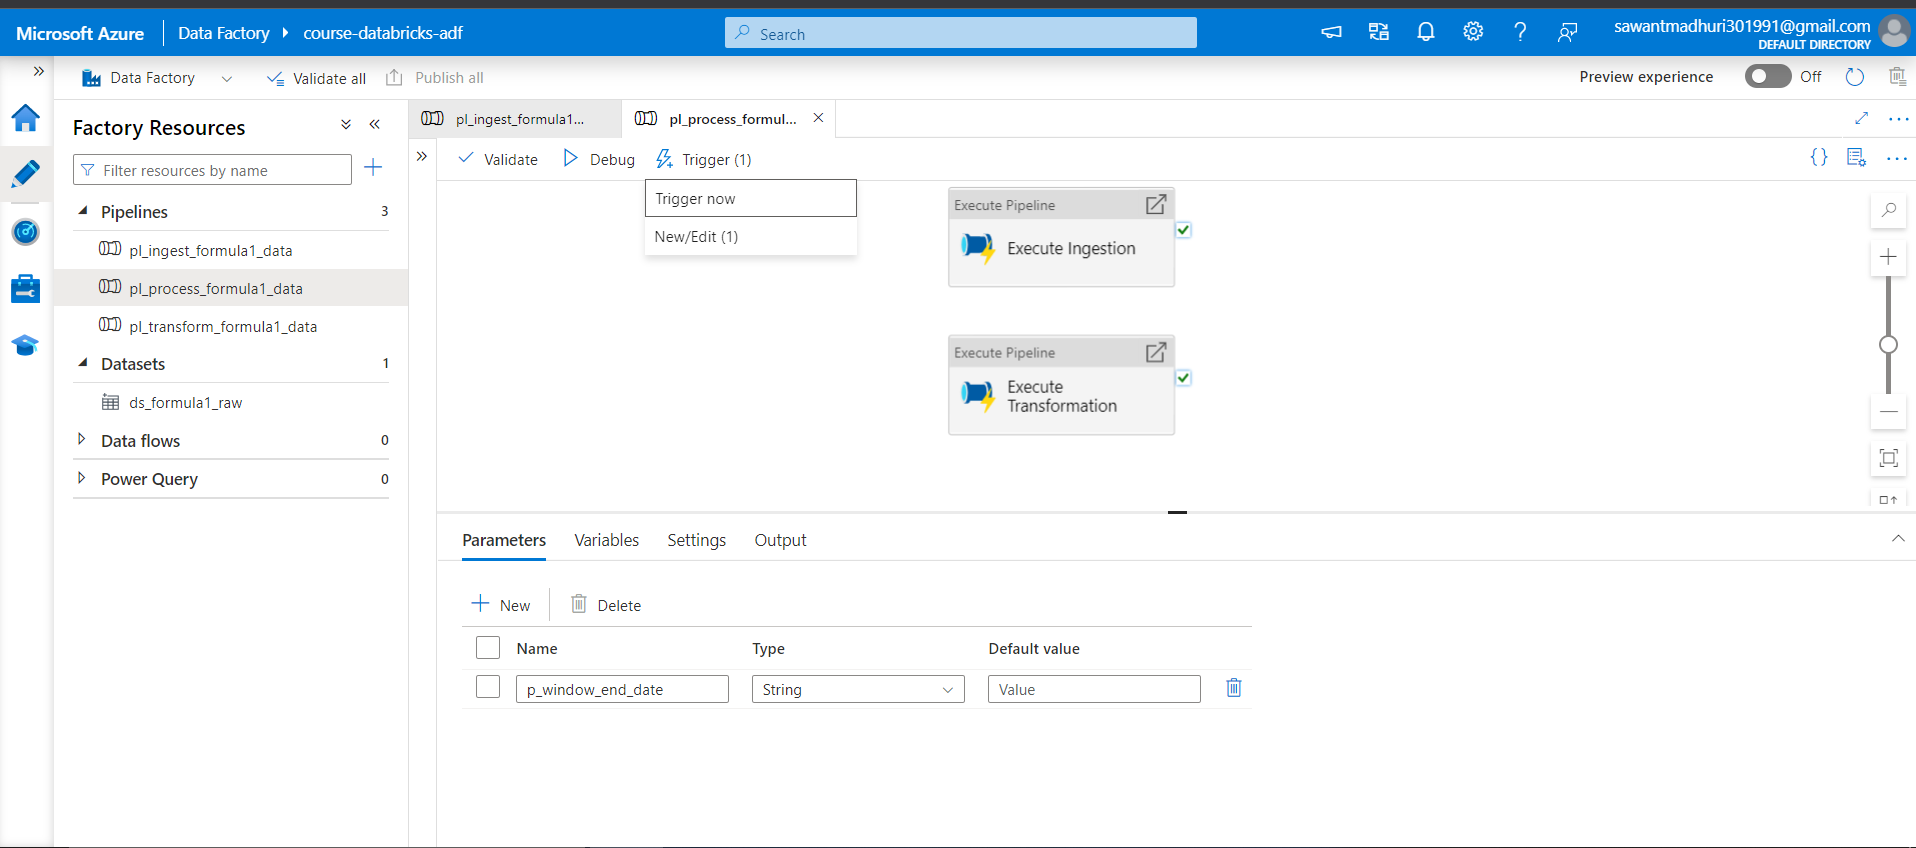 Microsoft Azure
Data Factory
course-databricks-adf
Search
sawantmadhuri301991@gmail.com
DEFAULT DIRECTORY
Data Factory
Validate all
Publish all
Preview experience
Off
Factory Resources
Filter resources by name
Pipelines 3
pl_ingest_formula1_data
pl_process_formula1_data
pl_transform_formula1_data
Datasets 1
ds_formula1_raw
Data flows 0
Power Query 0
pl_ingest_formula1...
pl_process_formul...
Validate
Debug
Trigger (1)
Trigger now
New/Edit (1)
Execute Pipeline
Execute Ingestion
Execute Pipeline
Execute
Transformation
Parameters
Variables
Settings
Output
New
Delete
Name Type Default value
p_window_end_date String Value